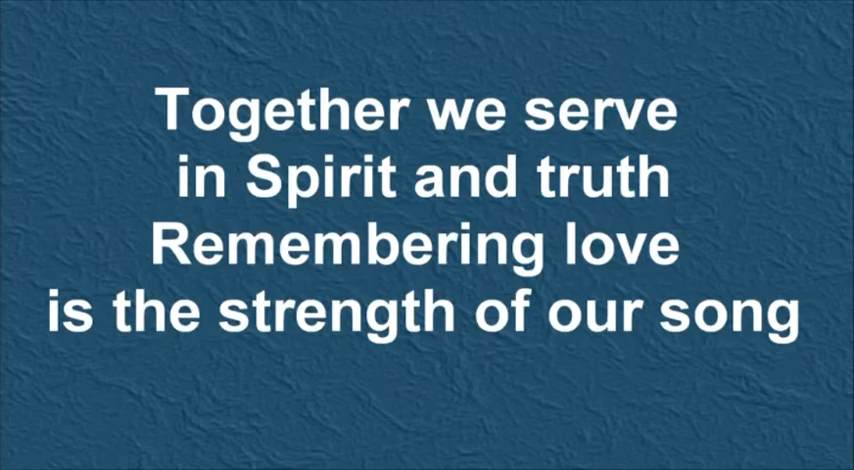 Together we serve
in Spirit and truth
Remembering love
is the strength of our song